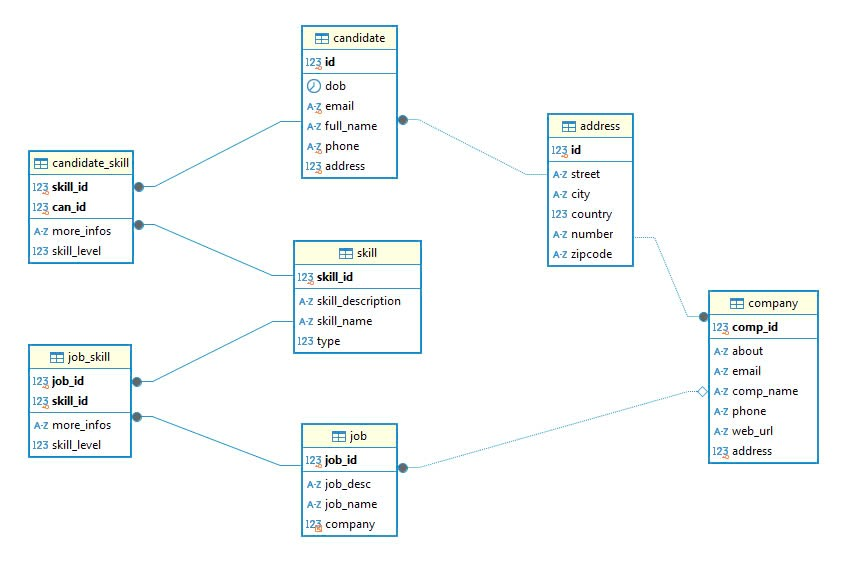 candidate
123 id
dob
A-Z email
A-Z full_name
A-Z phone
123 address
address
123 id
A-Z street
A-Z city
123 country
A-Z number
A-Z zipcode
candidate_skill
123 skill_id
123 can_id
A-Z more_infos
123 skill_level
skill
123 skill_id
A-Z skill_description
A-Z skill_name
123 type
company
123 comp_id
A-Z about
A-Z email
A-Z comp_name
A-Z phone
A-Z web_url
123 address
job_skill
123 job_id
123 skill_id
A-Z more_infos
123 skill_level
job
123 job_id
A-Z job_desc
A-Z job_name
123 company